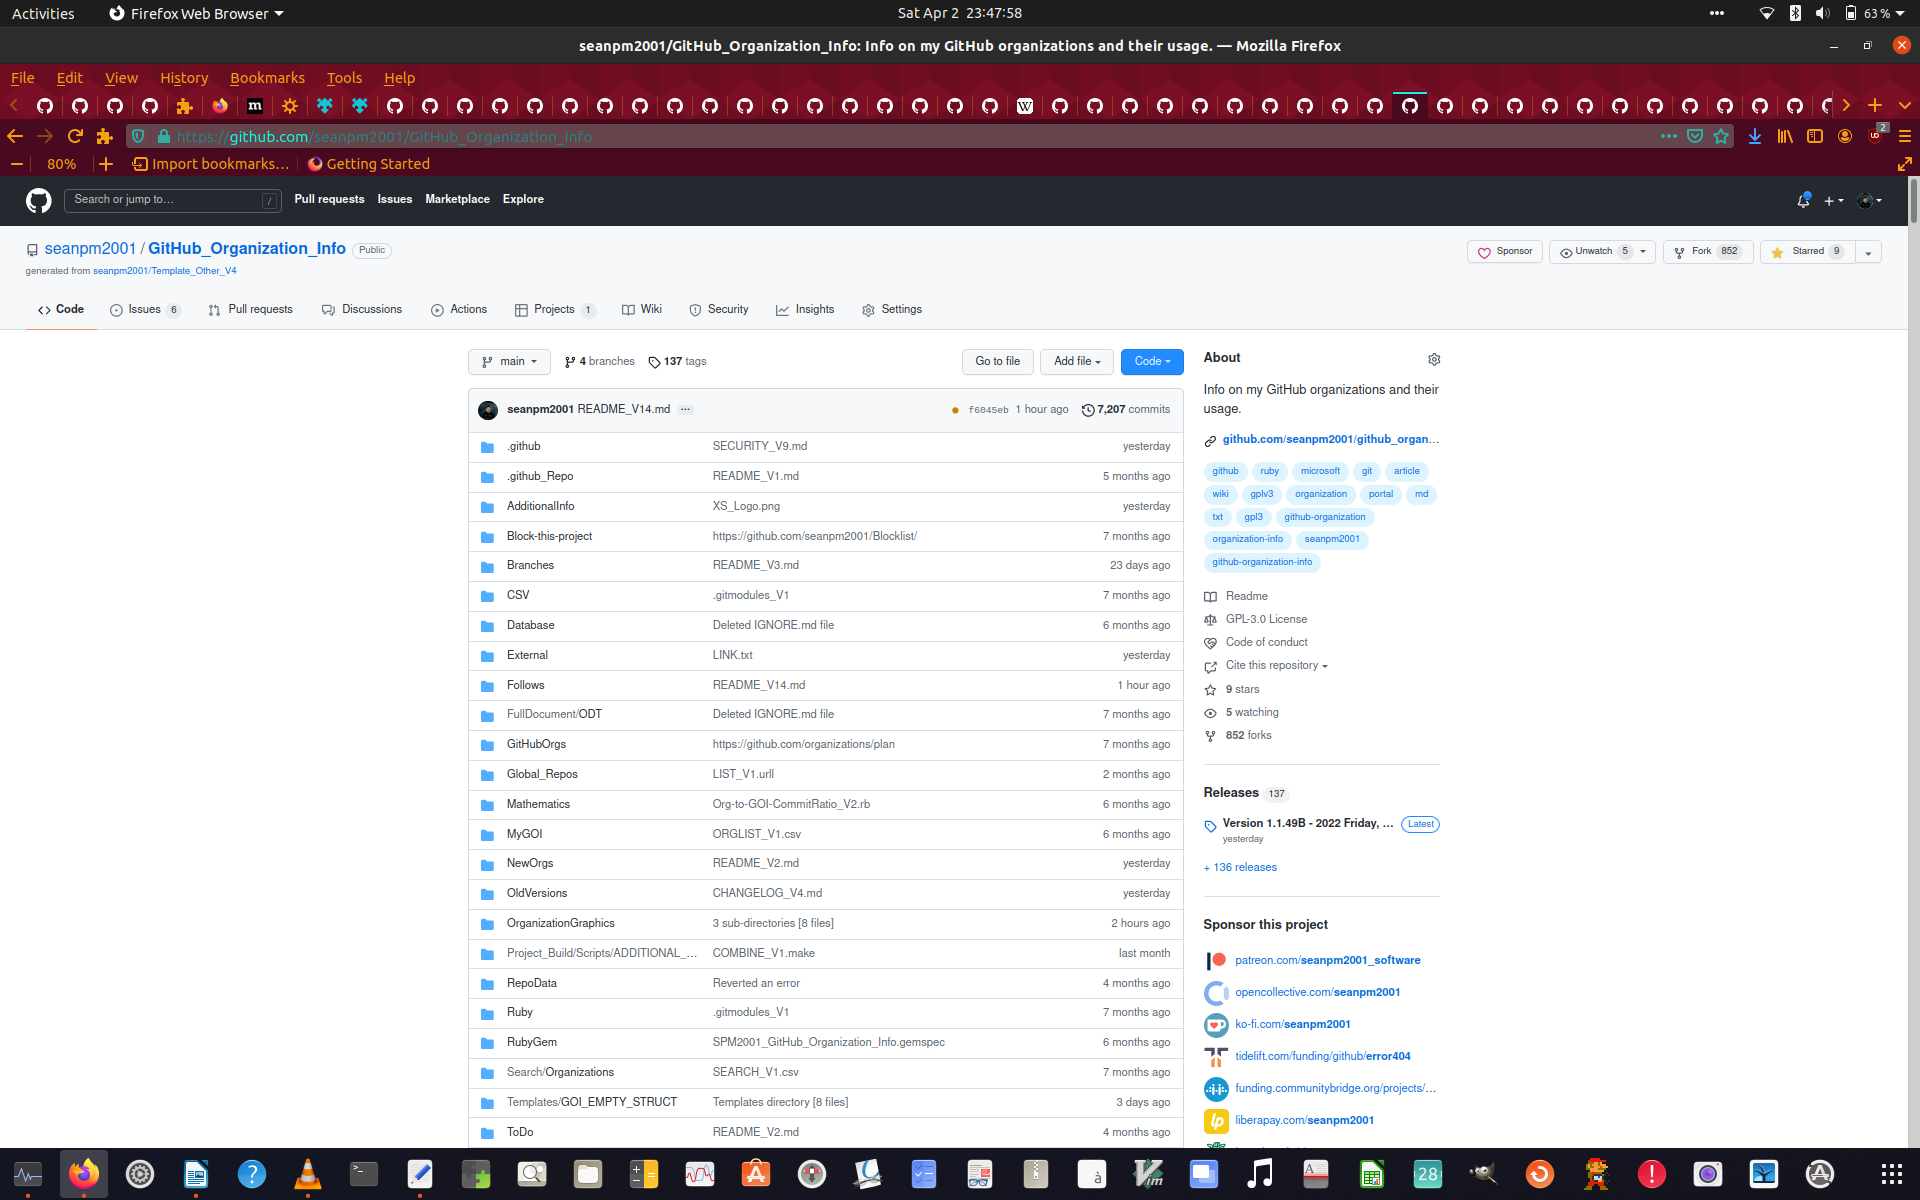 Activities Firefox Web Browser Sat Apr 2 23:47:58 63 %
seanpm2001/GitHub_Organization_Info: Info on my GitHub organizations and their usage. — Mozilla Firefox
File Edit View History Bookmarks Tools Help
https://github.com/seanpm2001/GitHub_Organization_Info 2
80% Import bookmarks… Getting Started
Search or jump to… / Pull requests Issues Marketplace Explore
seanpm2001 / GitHub_Organization_Info Public Sponsor Unwatch 5 Fork 852 Starred 9
generated from seanpm2001/Template_Other_V4
Code Issues 6 Pull requests Discussions Actions Projects 1 Wiki Security Insights Settings
main 4 branches 137 tags Go to file Add file Code
seanpm2001 README_V14.md ... f6045eb 1 hour ago 7,207 commits
.github SECURITY_V9.md yesterday
.github_Repo README_V1.md 5 months ago
AdditionalInfo XS_Logo.png yesterday
Block-this-project https://github.com/seanpm2001/Blocklist/ 7 months ago
Branches README_V3.md 23 days ago
CSV .gitmodules_V1 7 months ago
Database Deleted IGNORE.md file 6 months ago
External LINK.txt yesterday
Follows README_V14.md 1 hour ago
FullDocument/ODT Deleted IGNORE.md file 7 months ago
GitHubOrgs https://github.com/organizations/plan 7 months ago
Global_Repos LIST_V1.urll 2 months ago
Mathematics Org-to-GOI-CommitRatio_V2.rb 6 months ago
MyGOI ORGLIST_V1.csv 6 months ago
NewOrgs README_V2.md yesterday
OldVersions CHANGELOG_V4.md yesterday
OrganizationGraphics 3 sub-directories [8 files] 2 hours ago
Project_Build/Scripts/ADDITIONAL_... COMBINE_V1.make last month
RepoData Reverted an error 4 months ago
Ruby .gitmodules_V1 7 months ago
RubyGem SPM2001_GitHub_Organization_Info.gemspec 6 months ago
Search/Organizations SEARCH_V1.csv 7 months ago
Templates/GOI_EMPTY_STRUCT Templates directory [8 files] 3 days ago
ToDo README_V2.md 4 months ago
About
Info on my GitHub organizations and their
usage.
github.com/seanpm2001/github_organ...
github ruby microsoft git article
wiki gplv3 organization portal md
txt gpl3 github-organization
organization-info seanpm2001
github-organization-info
Readme
GPL-3.0 License
Code of conduct
Cite this repository
9 stars
5 watching
852 forks
Releases 137
Version 1.1.49B - 2022 Friday, ... Latest
yesterday
+ 136 releases
Sponsor this project
patreon.com/seanpm2001_software
opencollective.com/seanpm2001
ko-fi.com/seanpm2001
tidelift.com/funding/github/error404
funding.communitybridge.org/projects/...
lp liberapay.com/seanpm2001
28